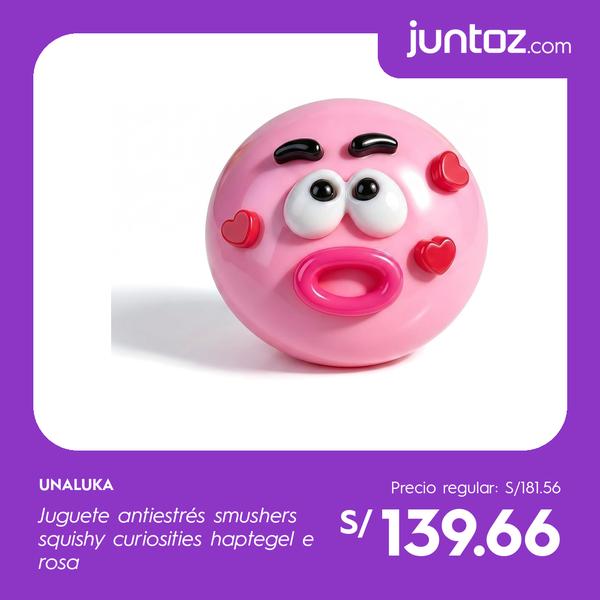 juntoz.com
UNALUKA
Juguete antiestrés smushers
squishy curiosities haptegel e
rosa
Precio regular: S/181.56
S/139.66